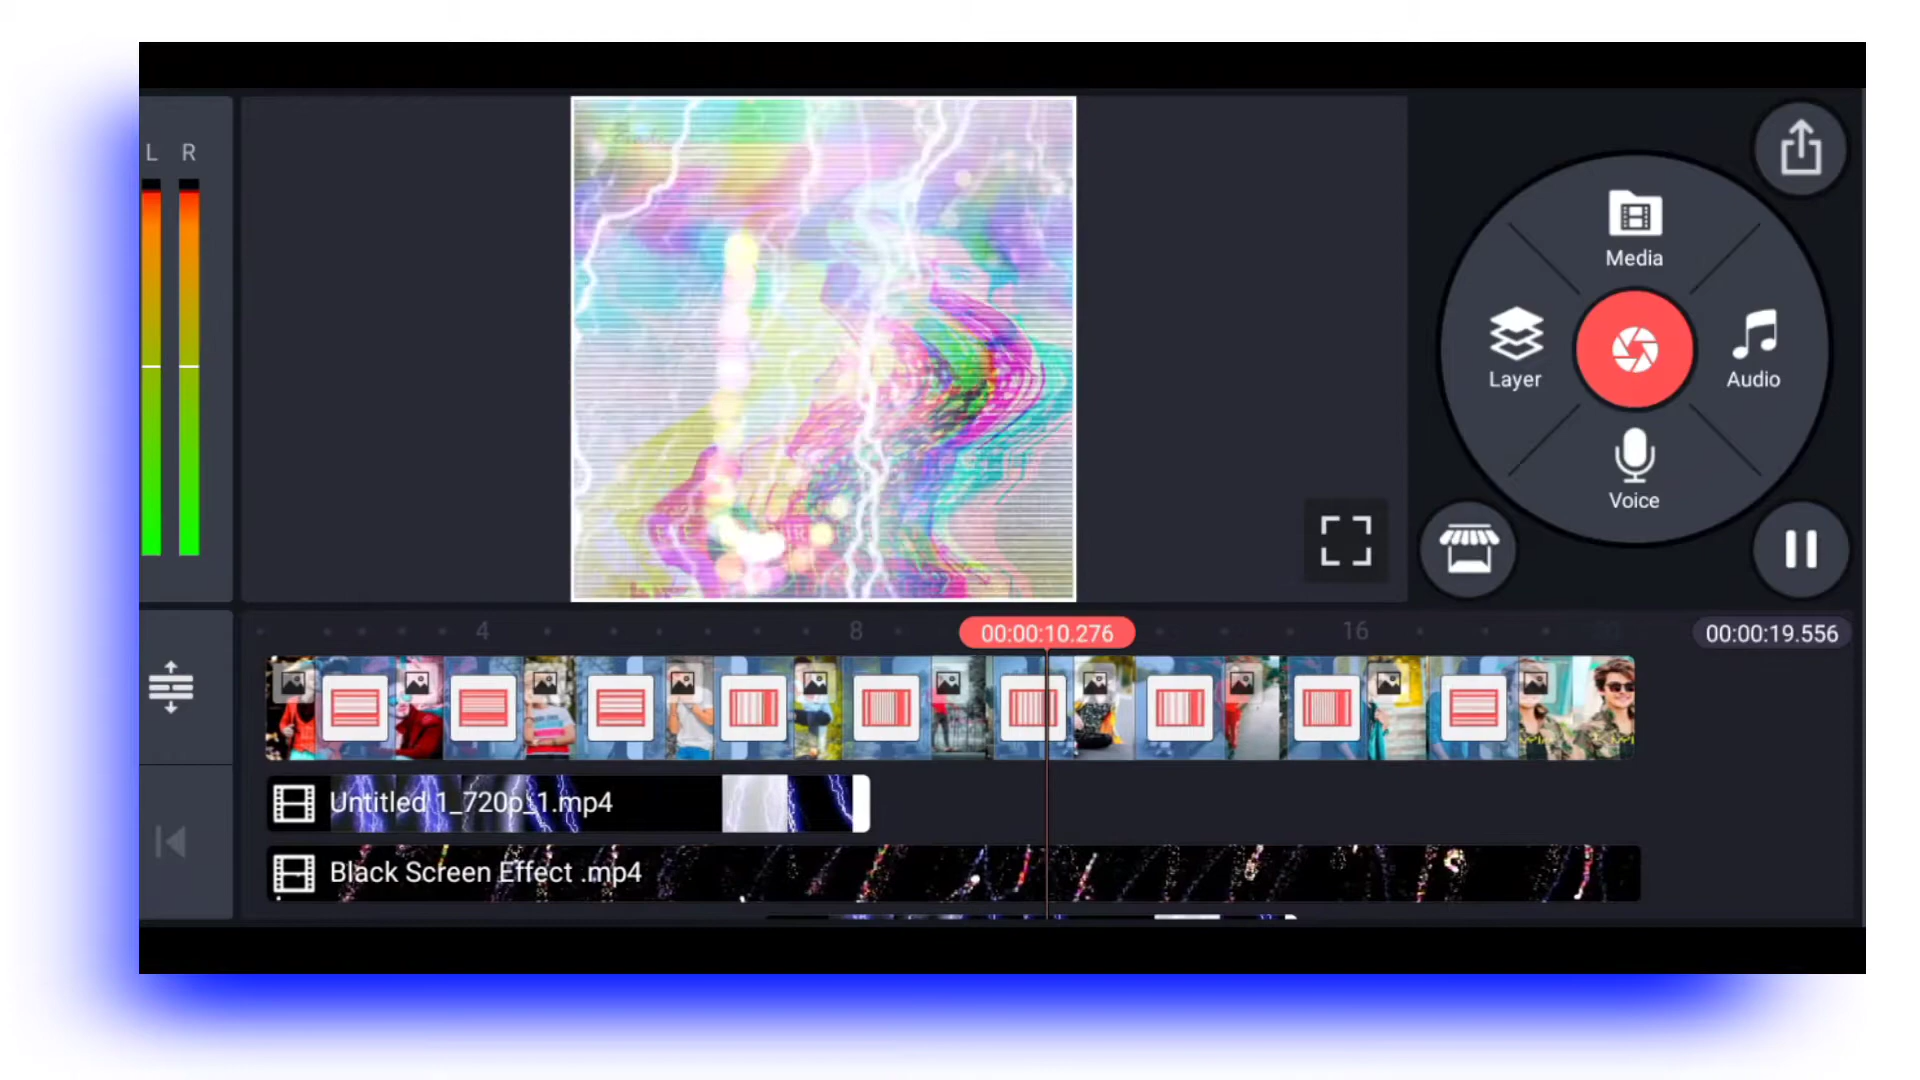 L R
Media
Layer
Audio
Voice
4
8
00:00:10.276
16
00:00:19.556
Untitled 1_720p_1.mp4
Black Screen Effect .mp4